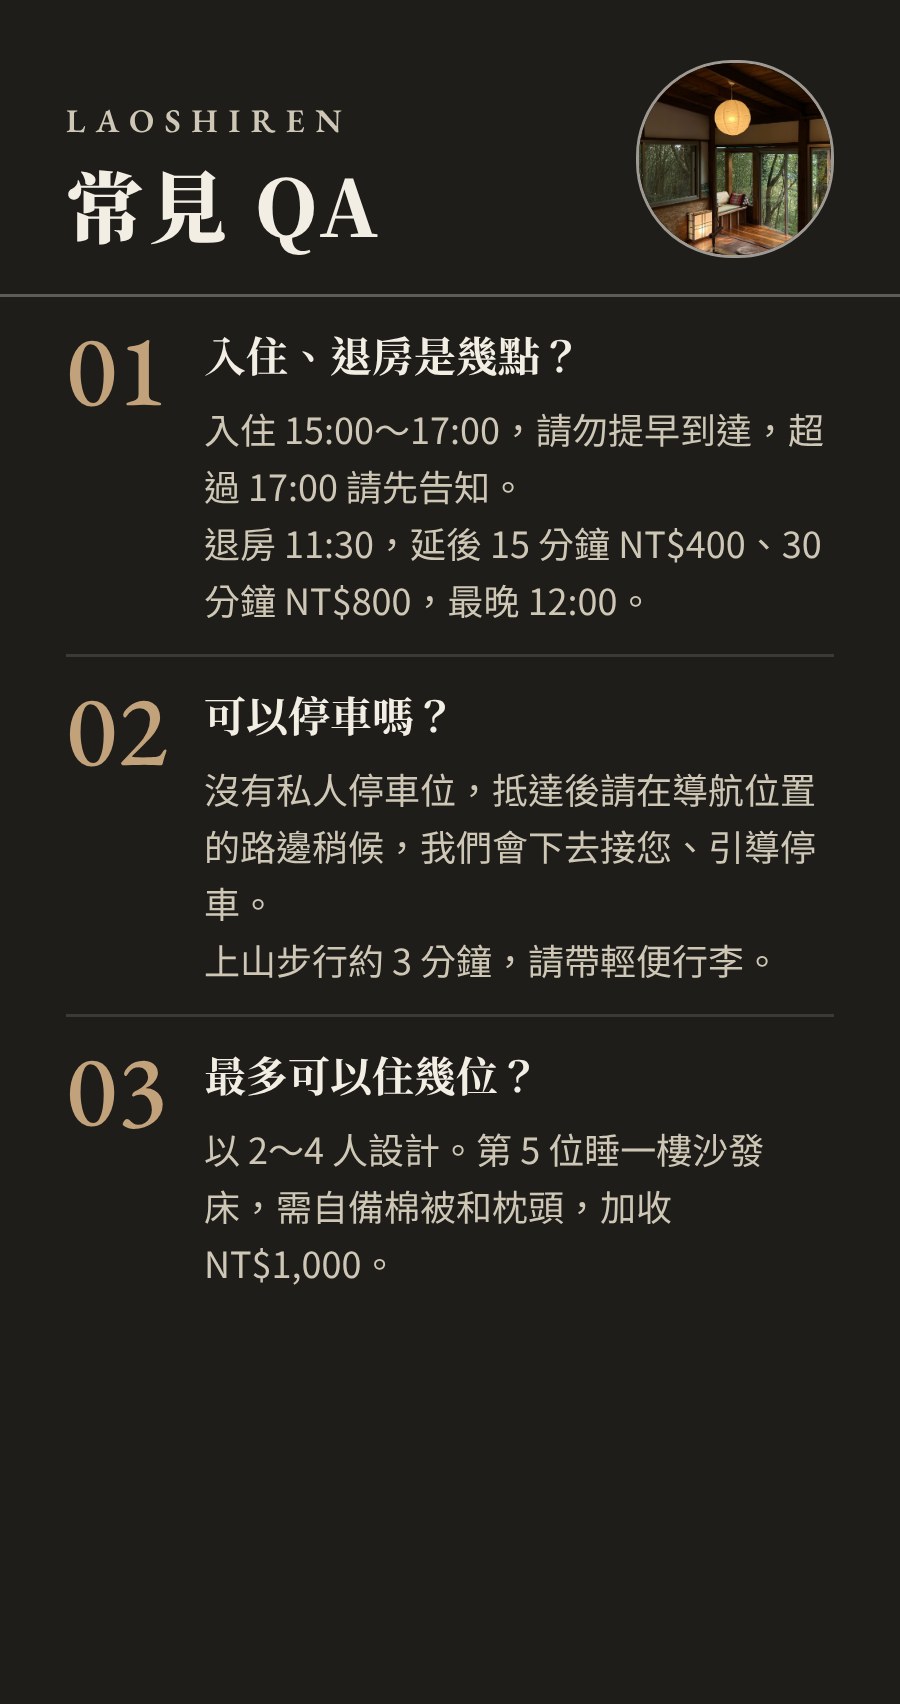 LAOSHIREN
常見 QA
01
入住、退房是幾點？
入住 15:00～17:00，請勿提早到達，超
過 17:00 請先告知。
退房 11:30，延後 15 分鐘 NT$400、30
分鐘 NT$800，最晚 12:00。
02
可以停車嗎？
沒有私人停車位，抵達後請在導航位置
的路邊稍候，我們會下去接您、引導停
車。
上山步行約 3 分鐘，請帶輕便行李。
03
最多可以住幾位？
以 2～4 人設計。第 5 位睡一樓沙發
床，需自備棉被和枕頭，加收
NT$1,000。